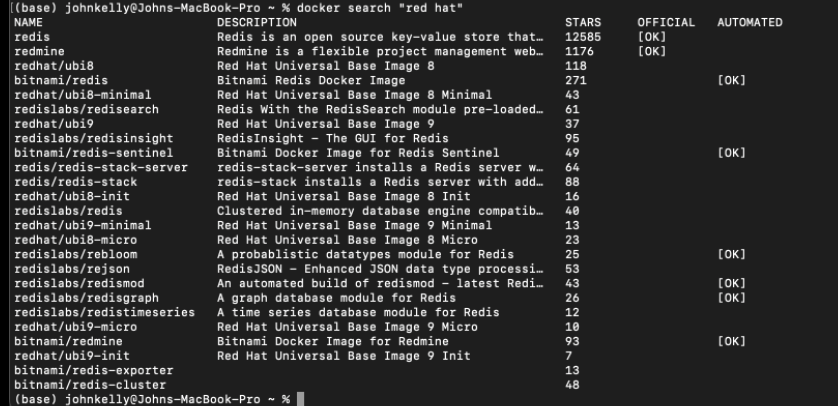 [(base) johnkelly@Johns-MacBook-Pro ~ % docker search "red hat"
NAME DESCRIPTION STARS OFFICIAL AUTOMATED
redis Redis is an open source key-value store that… 12585 [OK]
redmine Redmine is a flexible project management web… 1176 [OK]
redhat/ubi8 Red Hat Universal Base Image 8 118
bitnami/redis Bitnami Redis Docker Image 271 [OK]
redhat/ubi8-minimal Red Hat Universal Base Image 8 Minimal 43
redislabs/redisearch Redis With the RedisSearch module pre-loaded… 61
redhat/ubi9 Red Hat Universal Base Image 9 37
redislabs/redisinsight RedisInsight - The GUI for Redis 95
bitnami/redis-sentinel Bitnami Docker Image for Redis Sentinel 49 [OK]
redis/redis-stack-server redis-stack-server installs a Redis server w… 64
redis/redis-stack redis-stack installs a Redis server with add… 88
redhat/ubi8-init Red Hat Universal Base Image 8 Init 16
redislabs/redis Clustered in-memory database engine compatib… 40
redhat/ubi9-minimal Red Hat Universal Base Image 9 Minimal 13
redhat/ubi8-micro Red Hat Universal Base Image 8 Micro 23
redislabs/rebloom A probablistic datatypes module for Redis 25 [OK]
redislabs/rejson RedisJSON - Enhanced JSON data type processi… 53
redislabs/redismod An automated build of redismod - latest Redi… 43 [OK]
redislabs/redisgraph A graph database module for Redis 26 [OK]
redislabs/redistimeseries A time series database module for Redis 12
redhat/ubi9-micro Red Hat Universal Base Image 9 Micro 10
bitnami/redmine Bitnami Docker Image for Redmine 93 [OK]
redhat/ubi9-init Red Hat Universal Base Image 9 Init 7
bitnami/redis-exporter 13
bitnami/redis-cluster 48
(base) johnkelly@Johns-MacBook-Pro ~ %